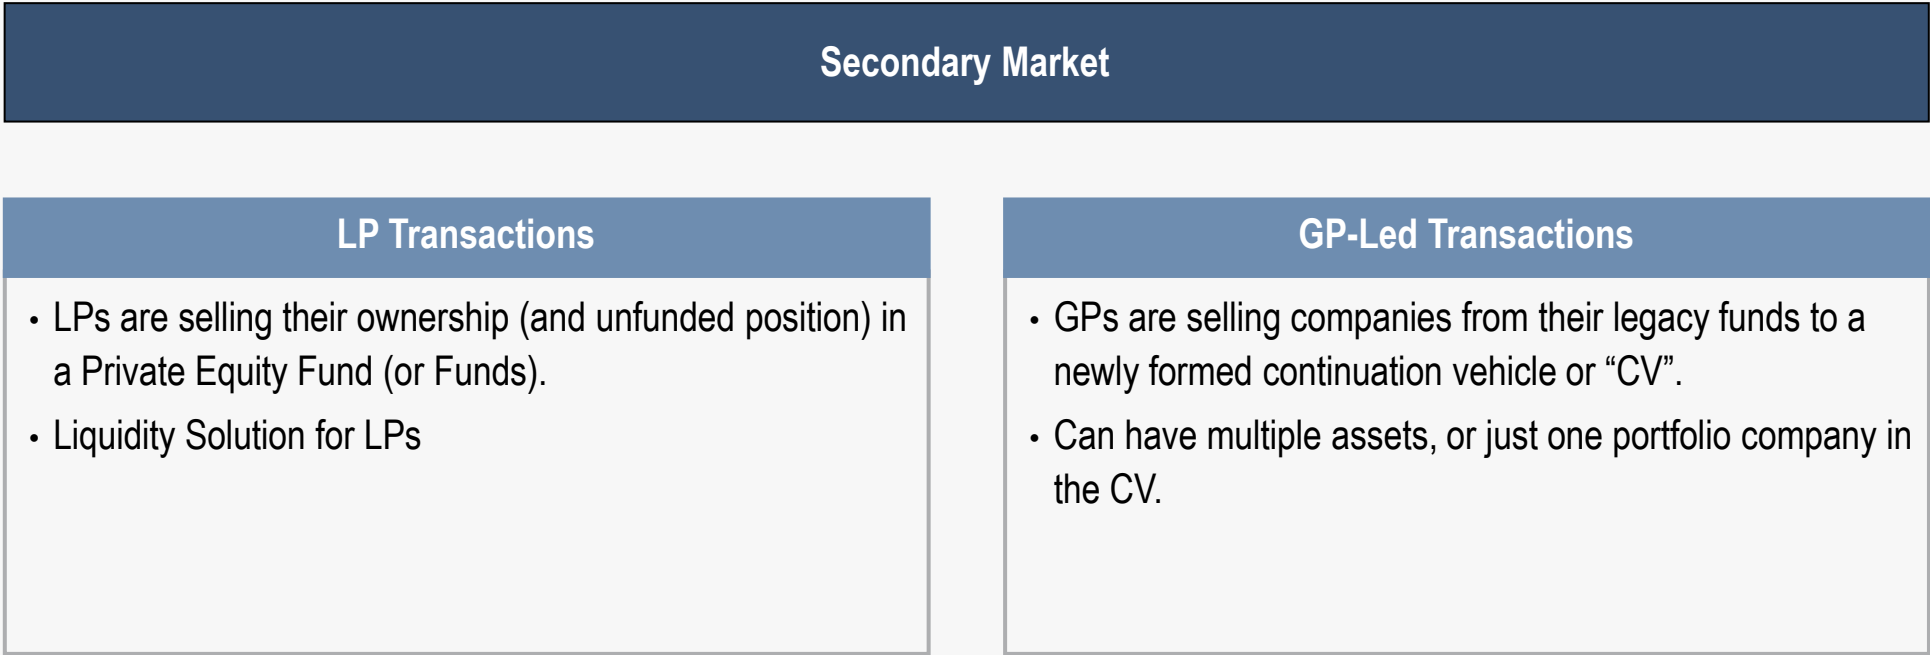 Secondary Market
LP Transactions
• LPs are selling their ownership (and unfunded position) in
a Private Equity Fund (or Funds).
• Liquidity Solution for LPs
GP-Led Transactions
• GPs are selling companies from their legacy funds to a
newly formed continuation vehicle or “CV”.
• Can have multiple assets, or just one portfolio company in
the CV.